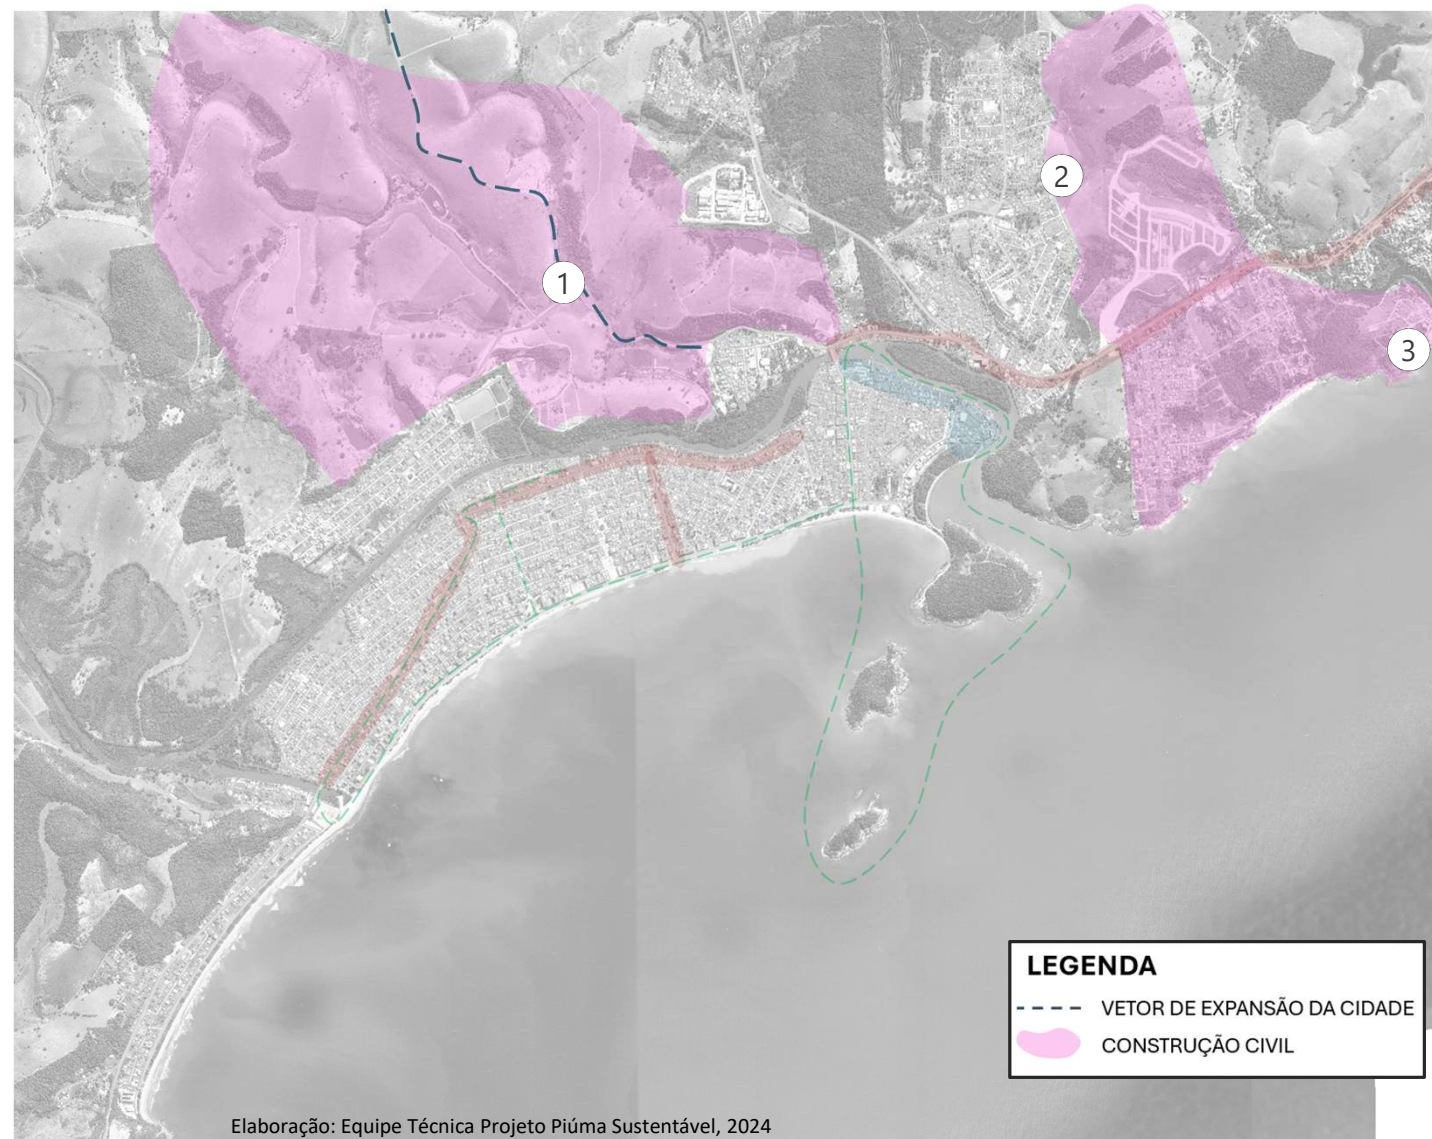 2
1
3
LEGENDA
VETOR DE EXPANSÃO DA CIDADE
CONSTRUÇÃO CIVIL
Elaboração: Equipe Técnica Projeto Piúma Sustentável, 2024